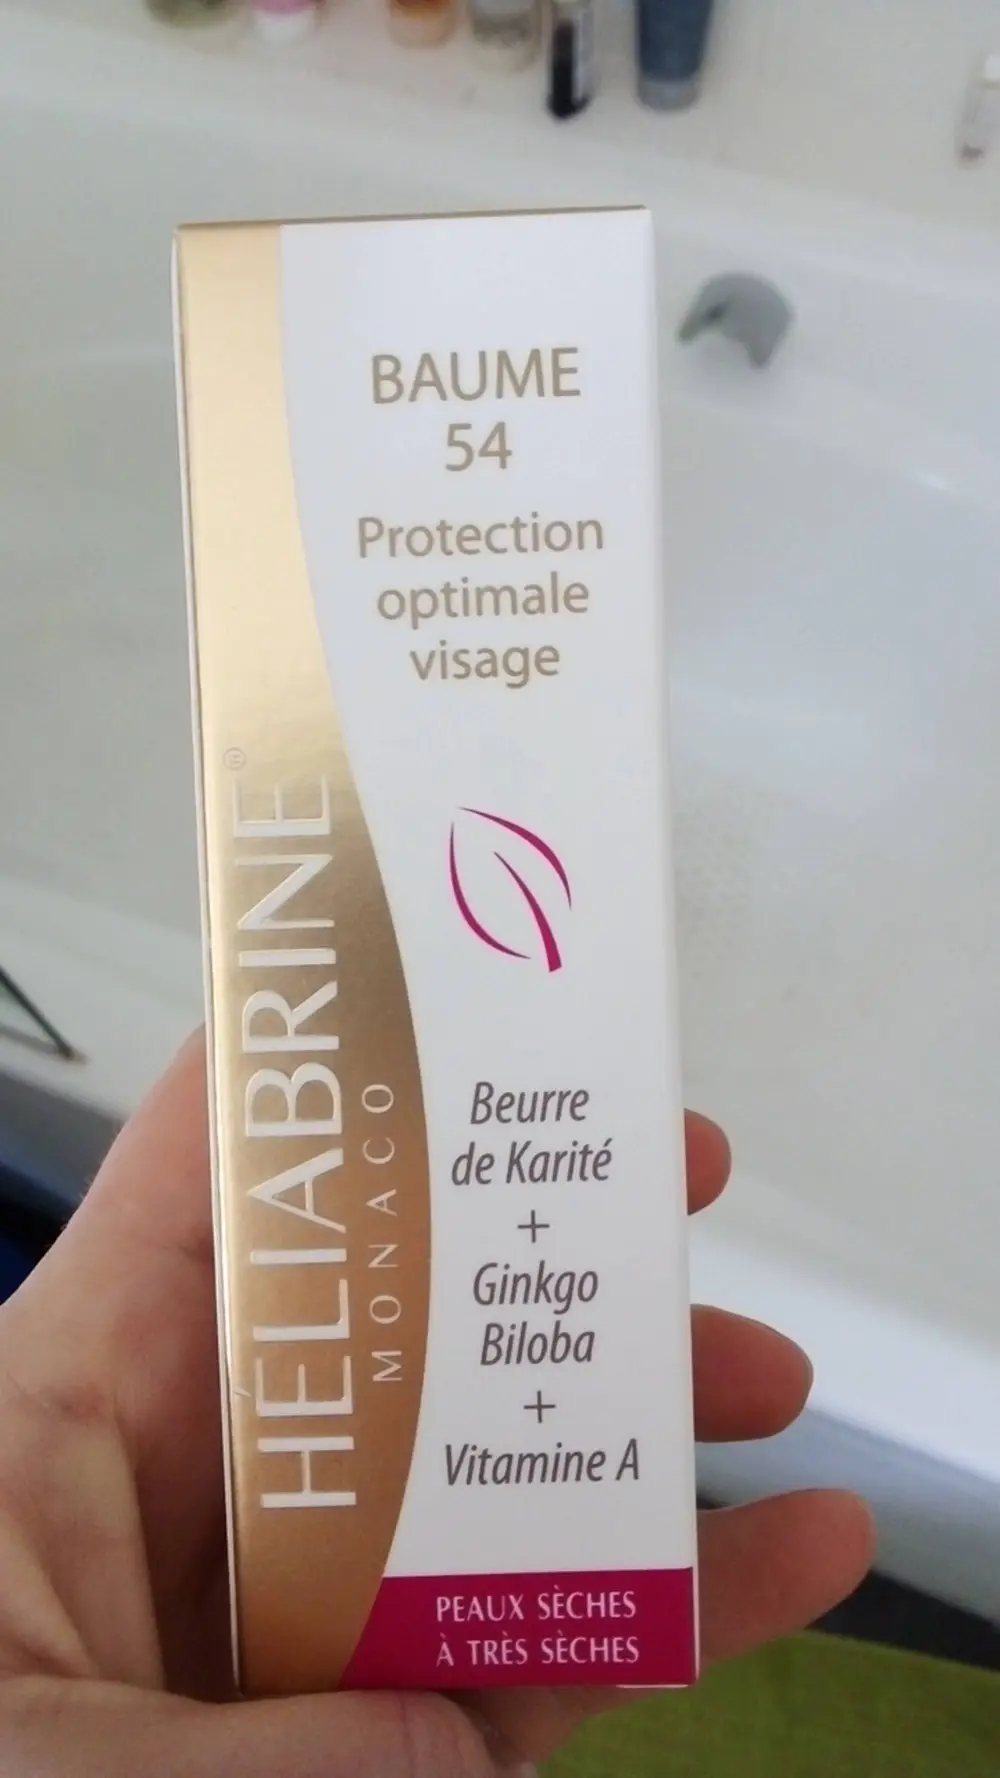 BAUME
54
Protection
optimale
visage
HÉLIABRINE®
MONACO
Beurre
de Karité
+
Ginkgo
Biloba
+
Vitamine A
PEAUX SÈCHES
À TRÈS SÈCHES